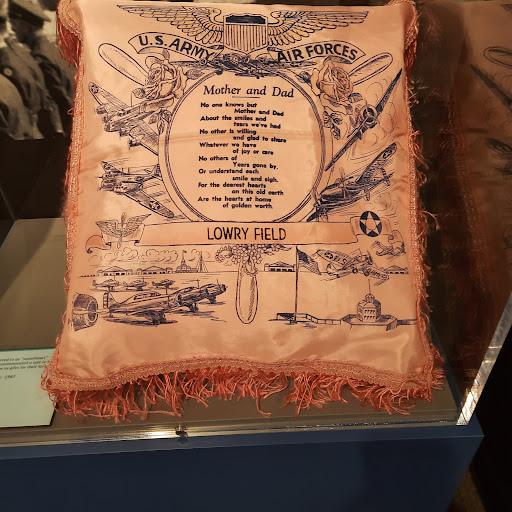 U.S. ARMY AIR FORCES
Mother and Dad
No one knows but
Mother and Dad
About the smiles and
tears we've had
No other is willing
and glad to share
Whatever we have
of joy or care
No others of
Years gone by,
Or understand each
smile and sigh.
For the dearest hearts
on this old earth
Are the hearts at home
of golden worth.
LOWRY FIELD